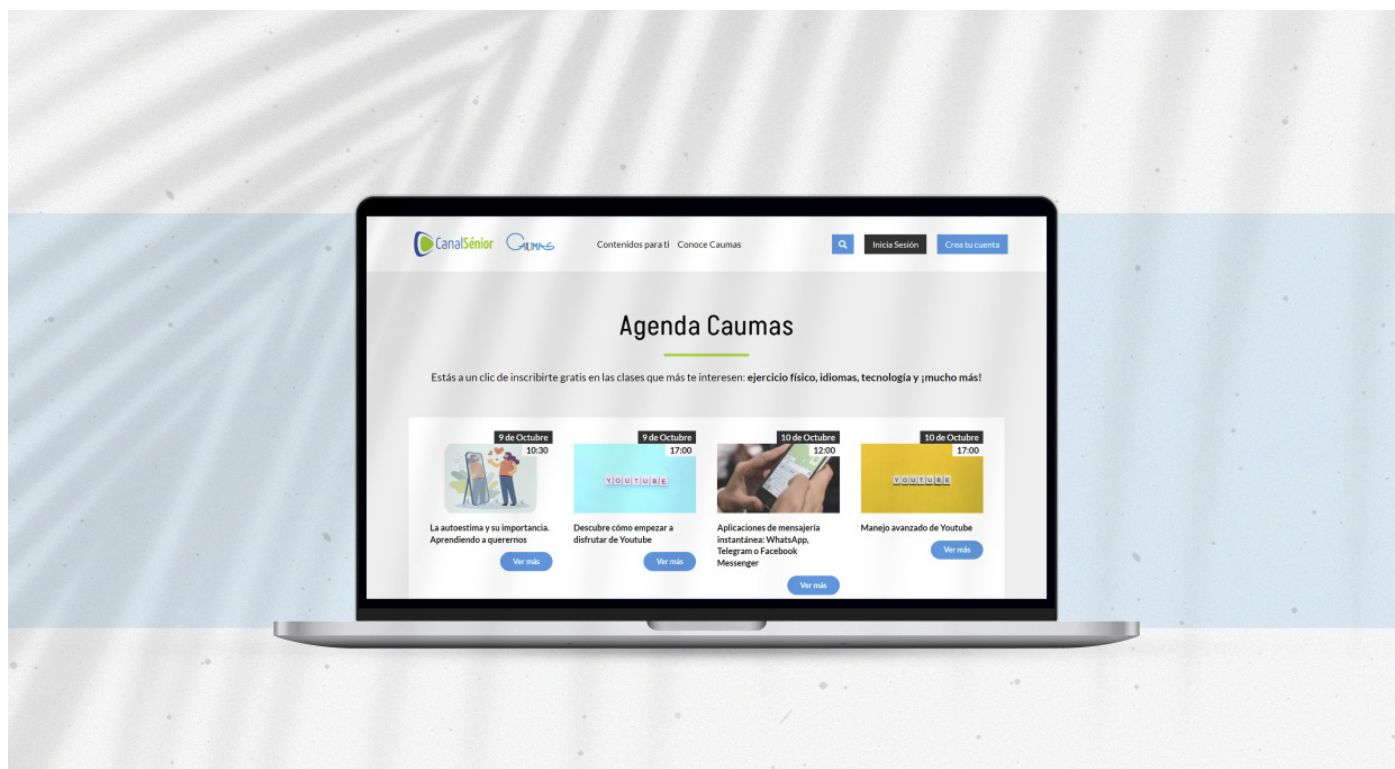 CanalSénior CAUMAS Contenidos para ti Conoce Caumas Inicia Sesión Crea tu cuenta
Agenda Caumas
Estás a un clic de inscribirte gratis en las clases que más te interesen: ejercicio físico, idiomas, tecnología y ¡mucho más!
9 de Octubre
10:30
La autoestima y su importancia.
Aprendiendo a querernos
Ver más
9 de Octubre
17:00
YOUTUBE
Descubre cómo empezar a
disfrutar de Youtube
Ver más
10 de Octubre
12:00
Aplicaciones de mensajería
instantánea: WhatsApp,
Telegram o Facebook
Messenger
Ver más
10 de Octubre
17:00
YOUTUBE
Manejo avanzado de Youtube
Ver más